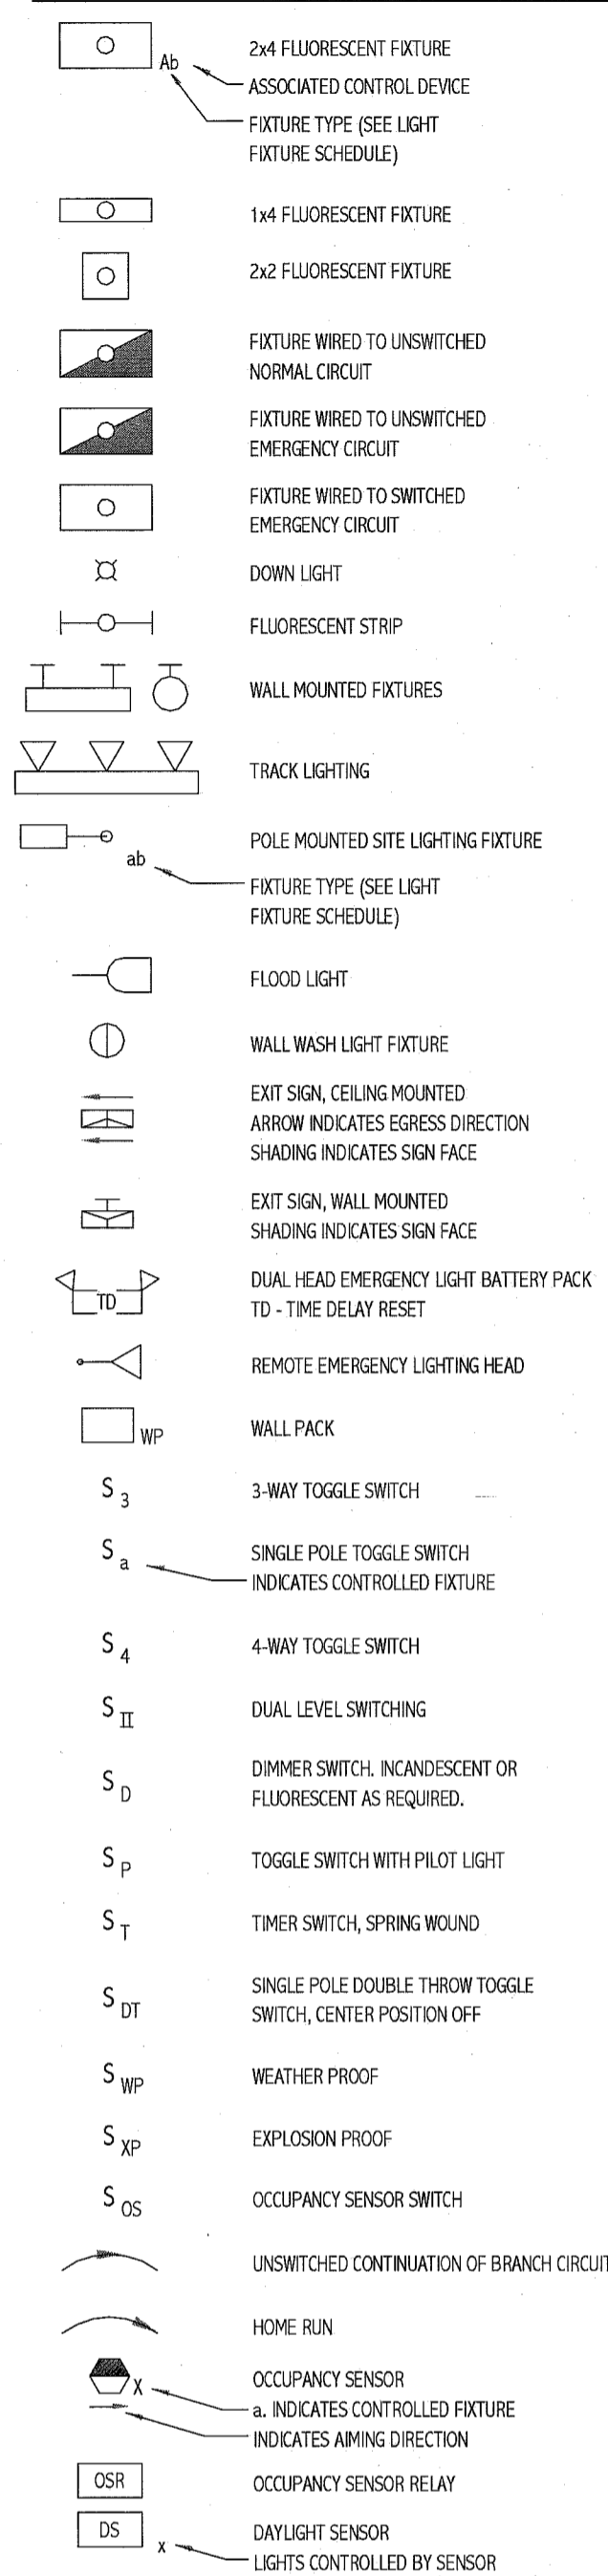 2x4 FLUORESCENT FIXTURE
Ab
ASSOCIATED CONTROL DEVICE
FIXTURE TYPE (SEE LIGHT
FIXTURE SCHEDULE)
1x4 FLUORESCENT FIXTURE
2x2 FLUORESCENT FIXTURE
FIXTURE WIRED TO UNSWITCHED
NORMAL CIRCUIT
FIXTURE WIRED TO UNSWITCHED
EMERGENCY CIRCUIT
FIXTURE WIRED TO SWITCHED
EMERGENCY CIRCUIT
DOWN LIGHT
FLUORESCENT STRIP
WALL MOUNTED FIXTURES
TRACK LIGHTING
POLE MOUNTED SITE LIGHTING FIXTURE
ab
FIXTURE TYPE (SEE LIGHT
FIXTURE SCHEDULE)
FLOOD LIGHT
WALL WASH LIGHT FIXTURE
EXIT SIGN, CEILING MOUNTED
ARROW INDICATES EGRESS DIRECTION
SHADING INDICATES SIGN FACE
EXIT SIGN, WALL MOUNTED
SHADING INDICATES SIGN FACE
DUAL HEAD EMERGENCY LIGHT BATTERY PACK
TD TD - TIME DELAY RESET
REMOTE EMERGENCY LIGHTING HEAD
WP WALL PACK
S 3 3-WAY TOGGLE SWITCH
S a SINGLE POLE TOGGLE SWITCH
INDICATES CONTROLLED FIXTURE
S 4 4-WAY TOGGLE SWITCH
S II DUAL LEVEL SWITCHING
S D DIMMER SWITCH. INCANDESCENT OR
FLUORESCENT AS REQUIRED.
S P TOGGLE SWITCH WITH PILOT LIGHT
S T TIMER SWITCH, SPRING WOUND
S DT SINGLE POLE DOUBLE THROW TOGGLE
SWITCH, CENTER POSITION OFF
S WP WEATHER PROOF
S XP EXPLOSION PROOF
S OS OCCUPANCY SENSOR SWITCH
UNSWITCHED CONTINUATION OF BRANCH CIRCUIT
HOME RUN
X OCCUPANCY SENSOR
a. INDICATES CONTROLLED FIXTURE
INDICATES AIMING DIRECTION
OSR OCCUPANCY SENSOR RELAY
DS DAYLIGHT SENSOR
x LIGHTS CONTROLLED BY SENSOR